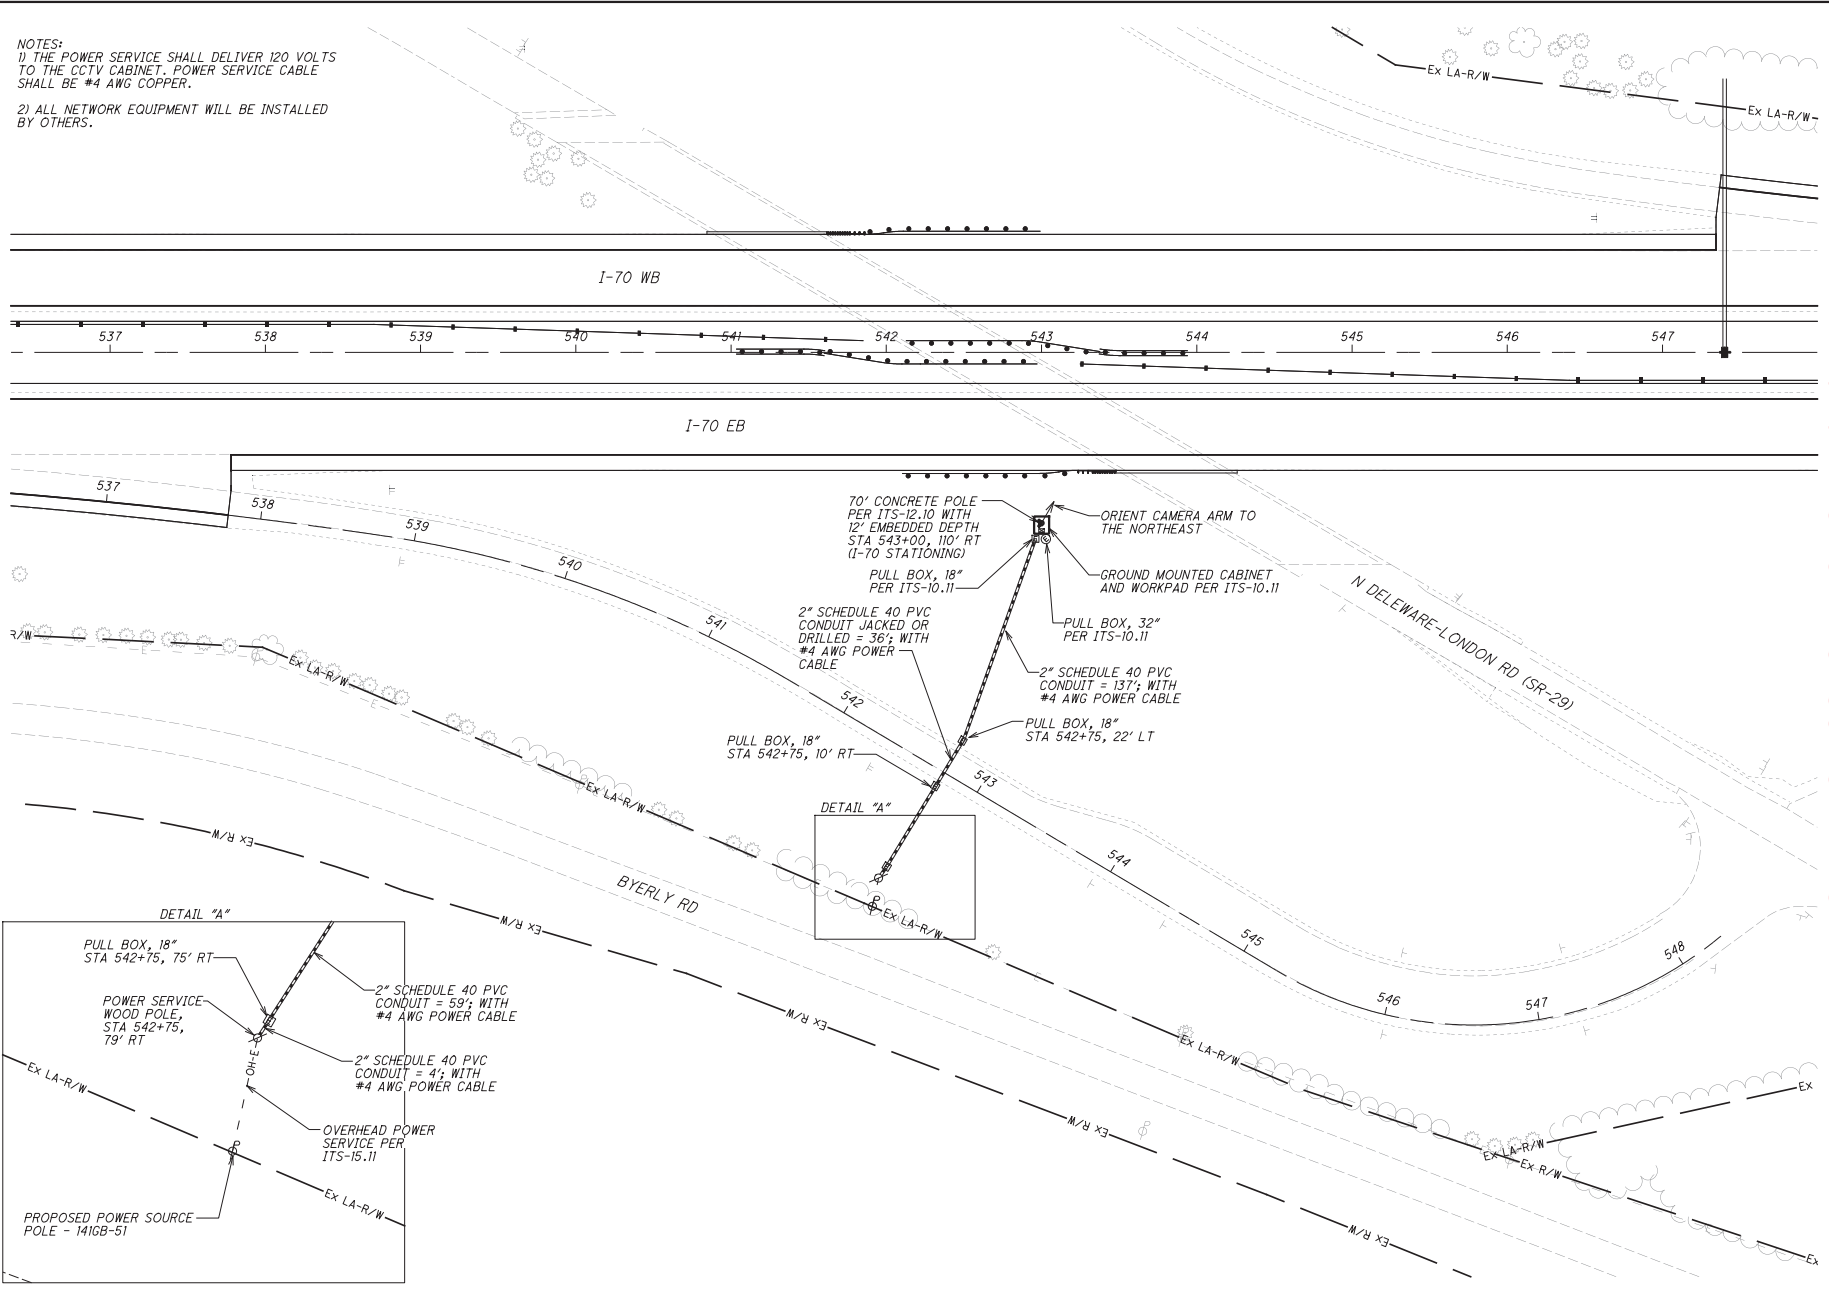 NOTES:
1) THE POWER SERVICE SHALL DELIVER 120 VOLTS
TO THE CCTV CABINET. POWER SERVICE CABLE
SHALL BE #4 AWG COPPER.
2) ALL NETWORK EQUIPMENT WILL BE INSTALLED
BY OTHERS.
Ex LA-R/W
Ex LA-R/W
I-70 WB
537
538
539
540
541
542
543
544
545
546
547
I-70 EB
537
538
539
540
541
542
543
544
545
546
547
548
70' CONCRETE POLE
PER ITS-12.10 WITH
12' EMBEDDED DEPTH
STA 543+00, 110' RT
(I-70 STATIONING)
ORIENT CAMERA ARM TO
THE NORTHEAST
PULL BOX, 18"
PER ITS-10.11
GROUND MOUNTED CABINET
AND WORKPAD PER ITS-10.11
2" SCHEDULE 40 PVC
CONDUIT JACKED OR
DRILLED = 36'; WITH
#4 AWG POWER
CABLE
PULL BOX, 32"
PER ITS-10.11
2" SCHEDULE 40 PVC
CONDUIT = 137'; WITH
#4 AWG POWER CABLE
PULL BOX, 18"
STA 542+75, 22' LT
PULL BOX, 18"
STA 542+75, 10' RT
N DELEWARE-LONDON RD (SR-29)
R/W
E
Ex LA-R/W
E
Ex LA-R/W
DETAIL "A"
Ex LA-R/W
Ex R/W
BYERLY RD
Ex R/W
Ex R/W
Ex R/W
Ex R/W
Ex LA-R/W
Ex LA-R/W
Ex R/W
Ex
Ex
DETAIL "A"
PULL BOX, 18"
STA 542+75, 75' RT
2" SCHEDULE 40 PVC
CONDUIT = 59'; WITH
#4 AWG POWER CABLE
POWER SERVICE
WOOD POLE,
STA 542+75,
79' RT
OH-E
2" SCHEDULE 40 PVC
CONDUIT = 4'; WITH
#4 AWG POWER CABLE
Ex LA-R/W
OVERHEAD POWER
SERVICE PER
ITS-15.11
Ex LA-R/W
PROPOSED POWER SOURCE
POLE - 141GB-51